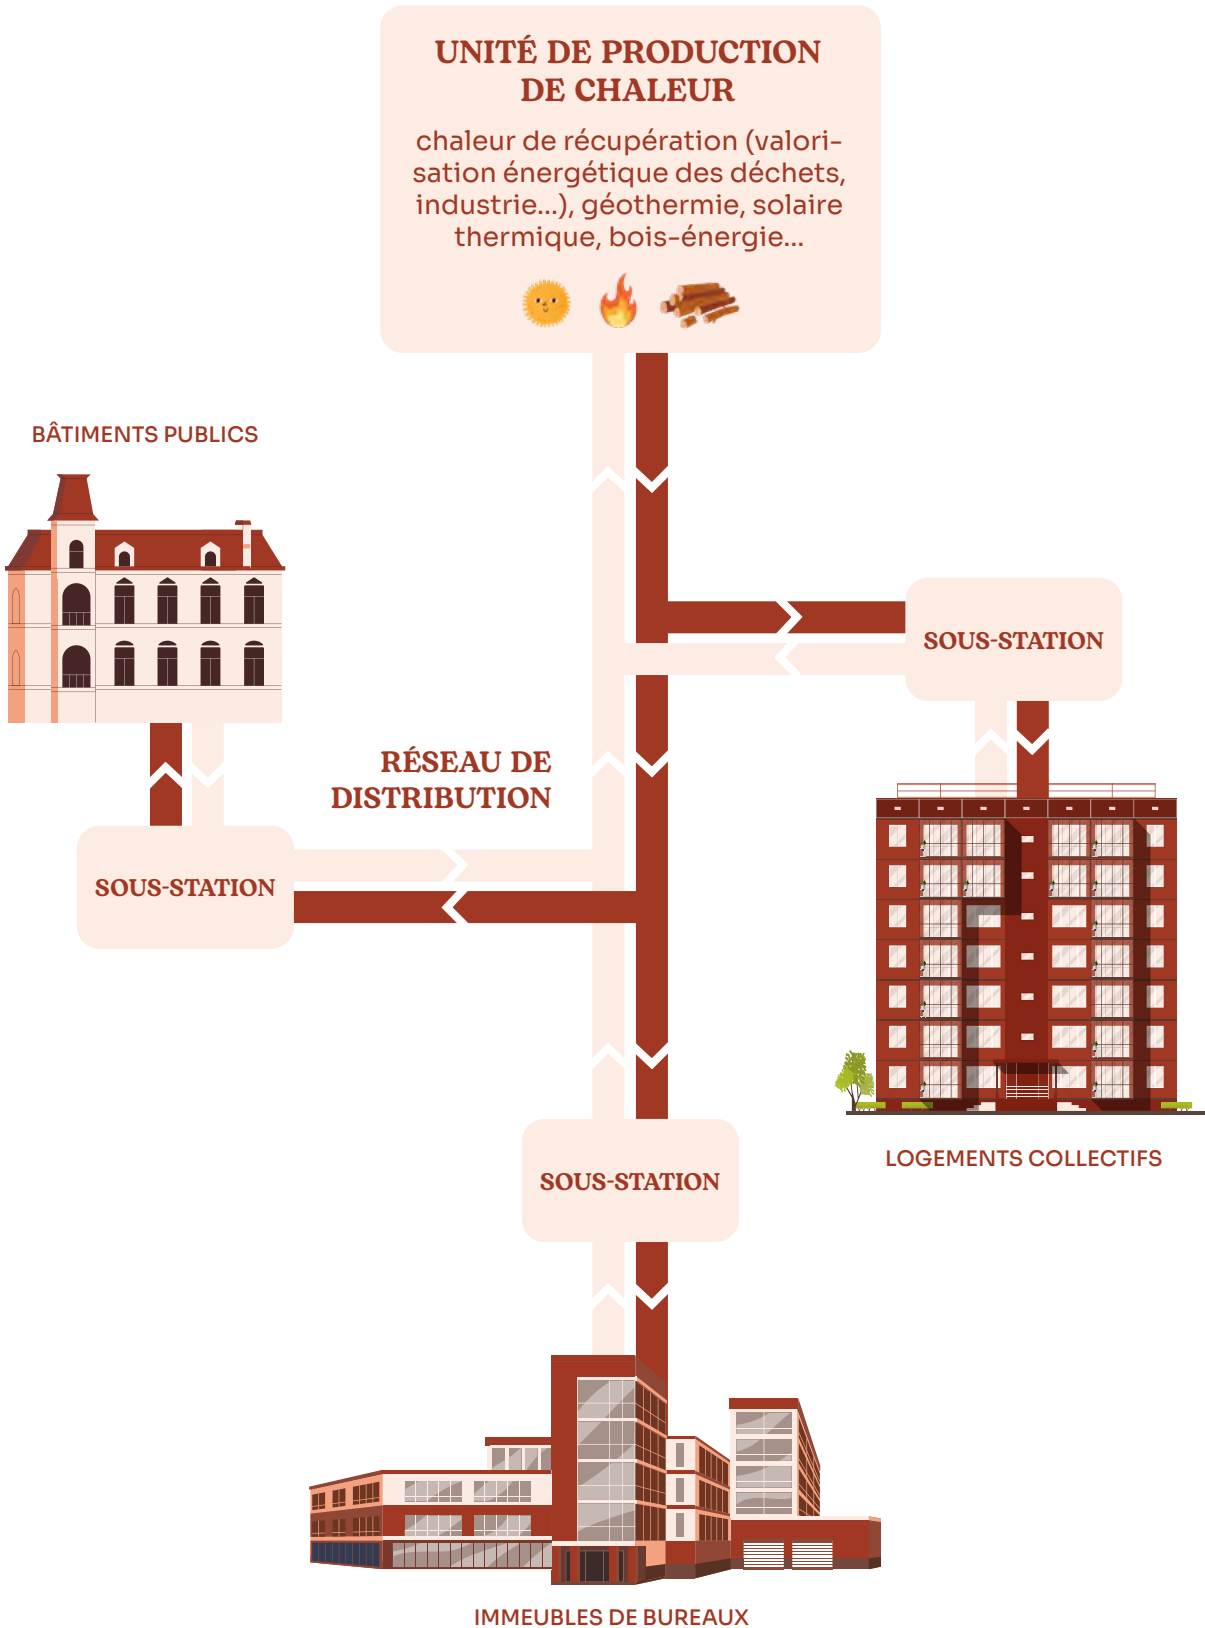 UNITÉ DE PRODUCTION
DE CHALEUR
chaleur de récupération (valori-
sation énergétique des déchets,
industrie...), géothermie, solaire
thermique, bois-énergie...
BÂTIMENTS PUBLICS
SOUS-STATION
RÉSEAU DE
DISTRIBUTION
SOUS-STATION
LOGEMENTS COLLECTIFS
SOUS-STATION
IMMEUBLES DE BUREAUX